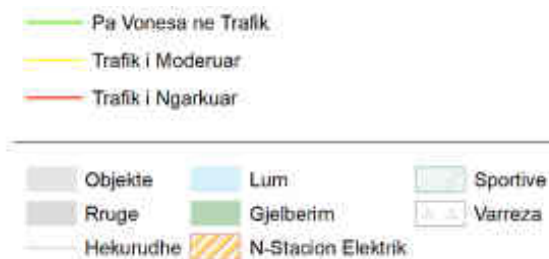 Pa Vonesa ne Trafik
Trafik i Moderuar
Trafik i Ngarkuar
Objekte Lum Sportive
Rruge Gjelberim Varreza
Hekurudhe N-Stacion Elektrik